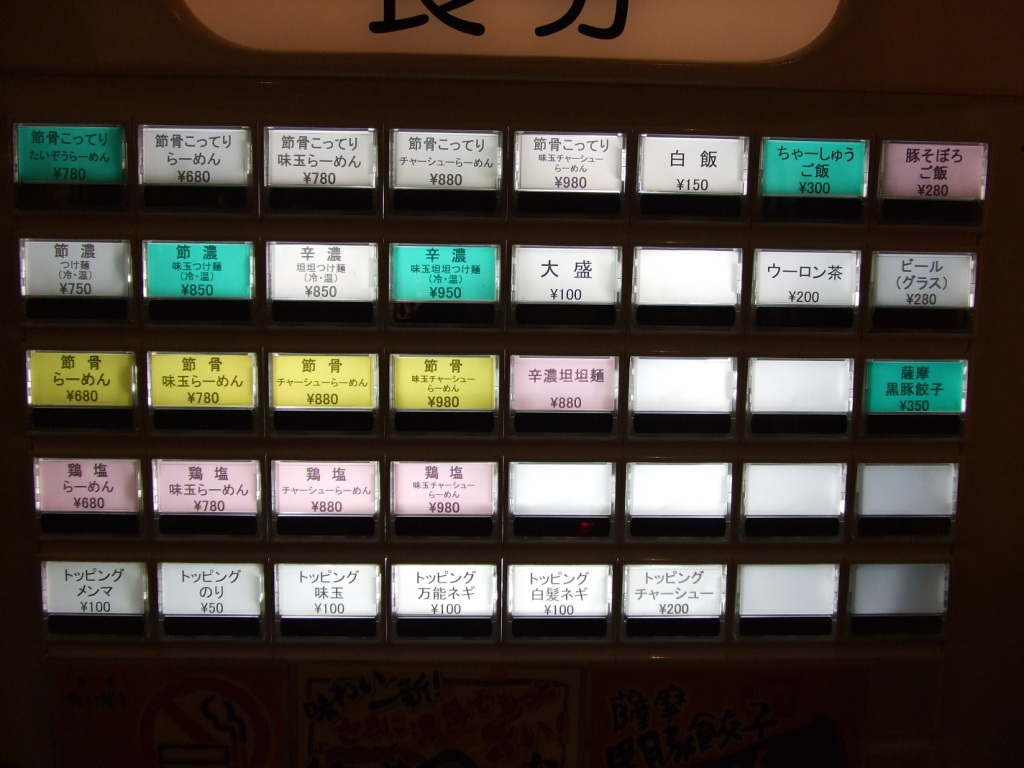 節骨こってり
たいぞうらーめん
¥780
節骨こってり
らーめん
¥680
節骨こってり
味玉らーめん
¥780
節骨こってり
チャーシューらーめん
¥880
節骨こってり
味玉チャーシュー
らーめん
¥980
白飯
¥150
ちゃーしゅう
ご飯
¥300
豚そぼろ
ご飯
¥280
節濃
つけ麺
(冷・温)
¥750
節濃
味玉つけ麺
(冷・温)
¥850
辛濃
坦坦つけ麺
(冷・温)
¥850
辛濃
味玉坦坦つけ麺
(冷・温)
¥950
大盛
¥100
ウーロン茶
¥200
ビール
(グラス)
¥280
節骨
らーめん
¥680
節骨
味玉らーめん
¥780
節骨
チャーシューらーめん
¥880
節骨
味玉チャーシュー
らーめん
¥980
辛濃坦坦麺
¥880
薩摩
黒豚餃子
¥350
鶏塩
らーめん
¥680
鶏塩
味玉らーめん
¥780
鶏塩
チャーシューらーめん
¥880
鶏塩
味玉チャーシュー
らーめん
¥980
トッピング
メンマ
¥100
トッピング
のり
¥50
トッピング
味玉
¥100
トッピング
万能ネギ
¥100
トッピング
白髪ネギ
¥100
トッピング
チャーシュー
¥200
味わい一新!
薩摩
黒豚餃子